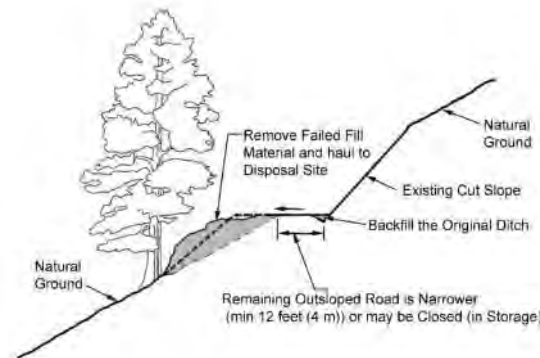 Remove Failed Fill
Material and haul to
Disposal Site
Natural
Ground
Existing Cut Slope
Backfill the Original Ditch
Natural
Ground
Remaining Outsloped Road is Narrower
(min 12 feet (4 m)) or may be Closed (in Storage)